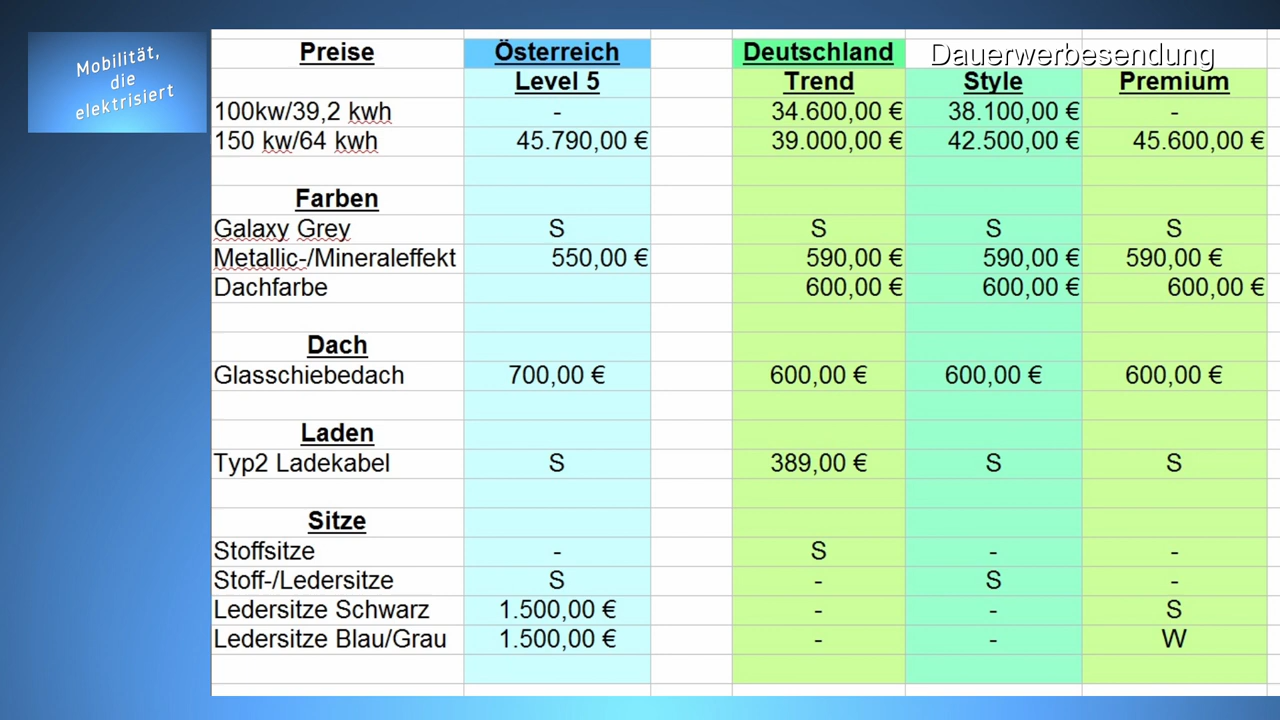 Mobilität,
die
elektrisiert
Dauerwerbesendung
Preise Österreich Deutschland
Level 5 Trend Style Premium
100kw/39,2 kwh - 34.600,00 € 38.100,00 € -
150 kw/64 kwh 45.790,00 € 39.000,00 € 42.500,00 € 45.600,00 €
Farben
Galaxy Grey S S S S
Metallic-/Mineraleffekt 550,00 € 590,00 € 590,00 € 590,00 €
Dachfarbe 600,00 € 600,00 € 600,00 €
Dach
Glasschiebedach 700,00 € 600,00 € 600,00 € 600,00 €
Laden
Typ2 Ladekabel S 389,00 € S S
Sitze
Stoffsitze - S - -
Stoff-/Ledersitze S - S -
Ledersitze Schwarz 1.500,00 € - - S
Ledersitze Blau/Grau 1.500,00 € - - W